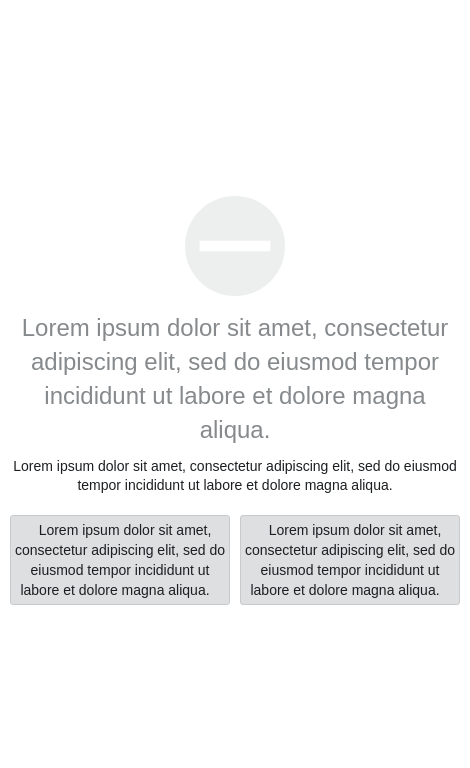 Lorem ipsum dolor sit amet, consectetur
adipiscing elit, sed do eiusmod tempor
incididunt ut labore et dolore magna
aliqua.
Lorem ipsum dolor sit amet, consectetur adipiscing elit, sed do eiusmod
tempor incididunt ut labore et dolore magna aliqua.
Lorem ipsum dolor sit amet,
consectetur adipiscing elit, sed do
eiusmod tempor incididunt ut
labore et dolore magna aliqua.
Lorem ipsum dolor sit amet,
consectetur adipiscing elit, sed do
eiusmod tempor incididunt ut
labore et dolore magna aliqua.